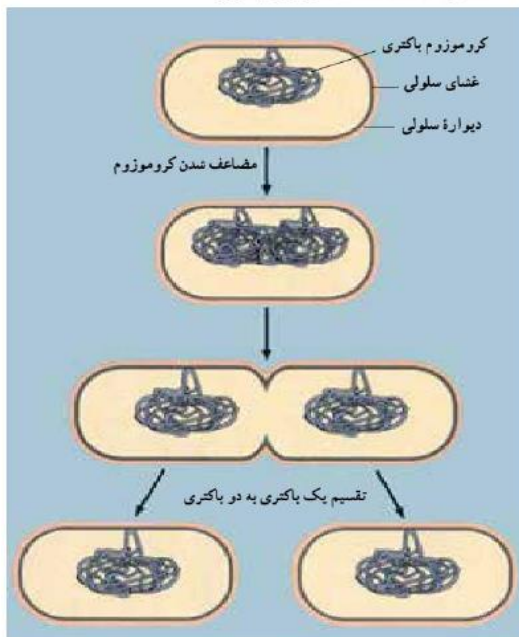 کروموزوم باکتری
غشای سلولی
دیوارهٔ سلولی
مضاعف شدن کروموزوم
تقسیم یک باکتری به دو باکتری